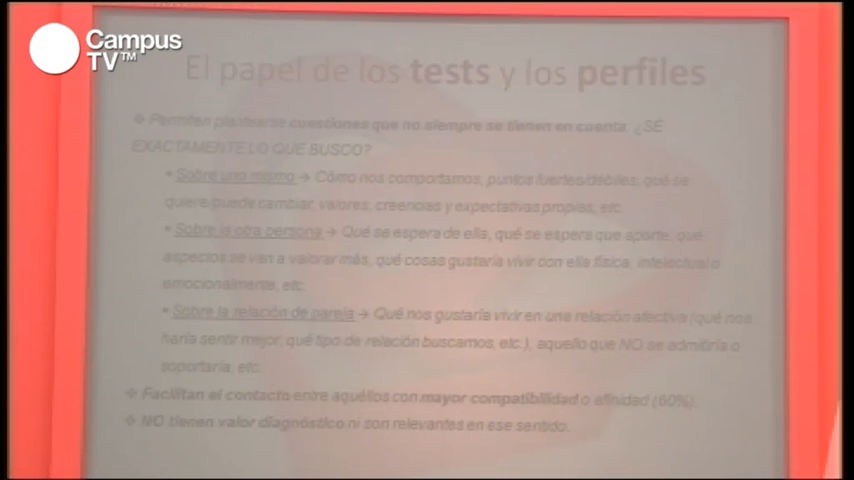 Campus
TV™
El papel de los tests y los perfiles
❖ Permiten plantearse cuestiones que no siempre se tienen en cuenta: ¿SÉ
EXACTAMENTE LO QUE BUSCO?
• Sobre uno mismo → Cómo nos comportamos, puntos fuertes/débiles, qué se
quiere/puede cambiar, valores, creencias y expectativas propias, etc.
• Sobre la otra persona → Qué se espera de ella, qué se espera que aporte, qué
aspectos se van a valorar más, qué cosas gustaría vivir con ella física, intelectual o
emocionalmente, etc.
• Sobre la relación de pareja → Qué nos gustaría vivir en una relación afectiva (qué nos
haría sentir mejor, qué tipo de relación buscamos, etc.), aquello que NO se admitiría o
soportaría, etc.
❖ Facilitan el contacto entre aquéllos con mayor compatibilidad o afinidad (50%).
❖ NO tienen valor diagnóstico ni son relevantes en ese sentido.